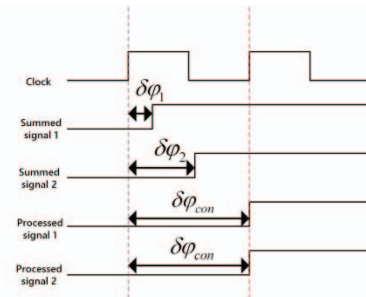 Clock
δφ₁
Summed
signal 1
δφ₂
Summed
signal 2
δφcon
Processed
signal 1
δφcon
Processed
signal 2